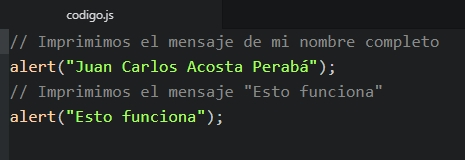 codigo.js
// Imprimimos el mensaje de mi nombre completo
alert("Juan Carlos Acosta Perabá");
// Imprimimos el mensaje "Esto funciona"
alert("Esto funciona");